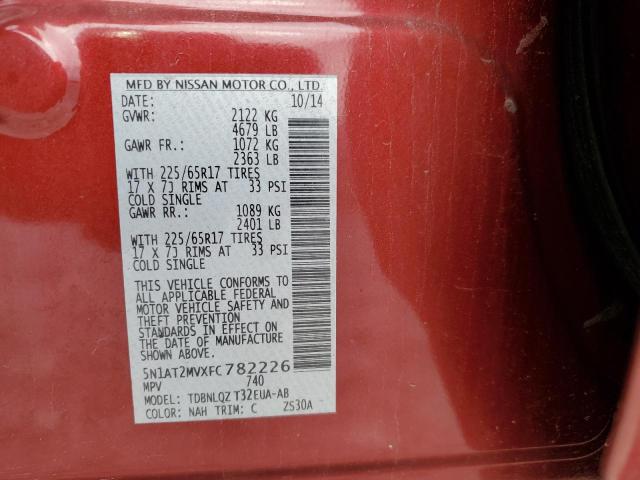 MFD BY NISSAN MOTOR CO., LTD.
DATE: 10/14
GVWR: 2122 KG
4679 LB
GAWR FR.: 1072 KG
2363 LB
WITH 225/65R17 TIRES
17 X 7J RIMS AT 33 PSI
COLD SINGLE
GAWR RR.: 1089 KG
2401 LB
WITH 225/65R17 TIRES
17 X 7J RIMS AT 33 PSI
COLD SINGLE
THIS VEHICLE CONFORMS TO
ALL APPLICABLE FEDERAL
MOTOR VEHICLE SAFETY AND
THEFT PREVENTION
STANDARDS IN EFFECT ON
THE DATE OF MANUFACTURE
SHOWN ABOVE.
5N1AT2MVXFC782226
MPV 740
MODEL: TDBNLQZ T32EUA-AB
COLOR: NAH TRIM: C ZS30A